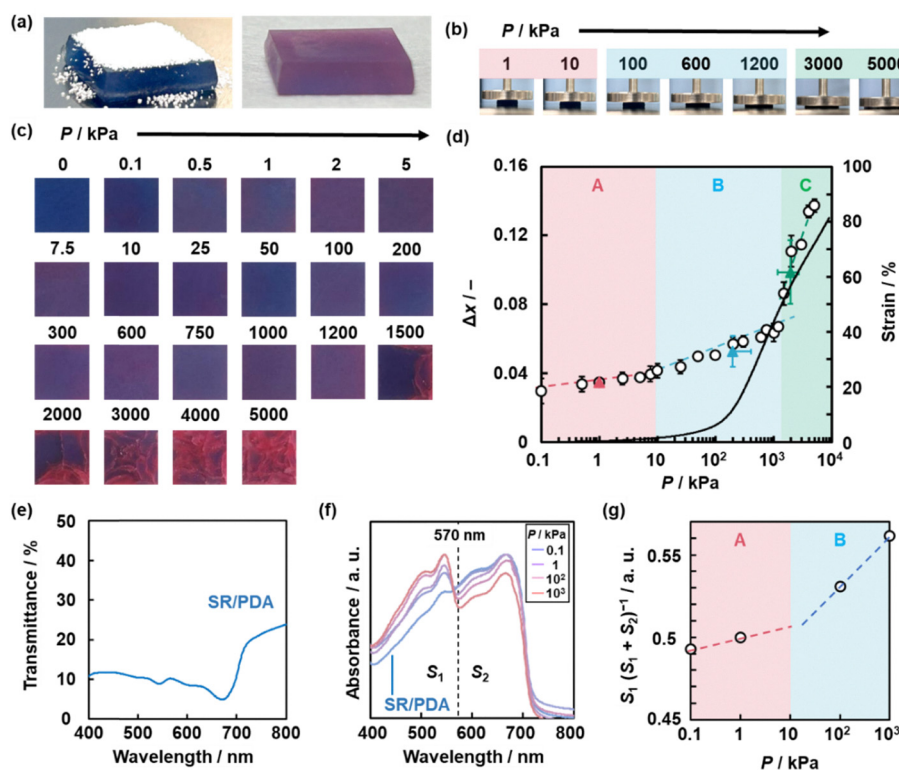 (a)
(b)
P / kPa
1 10 100 600 1200 3000 5000
(c)
P / kPa
0 0.1 0.5 1 2 5
7.5 10 25 50 100 200
300 600 750 1000 1200 1500
2000 3000 4000 5000
(d)
0.16
0.12
0.08
0.04
0
Δx / –
A B C
100
80
60
40
20
0
Strain / %
0.1 1 10 10² 10³ 10⁴
P / kPa
(e)
50
40
30
20
10
0
Transmittance / %
SR/PDA
400 500 600 700 800
Wavelength / nm
(f)
570 nm
P / kPa
0.1
1
10²
10³
Absorbance / a. u.
S₁ S₂
SR/PDA
400 500 600 700 800
Wavelength / nm
(g)
0.55
0.5
0.45
S₁ (S₁ + S₂)⁻¹ / a. u.
A B
0.1 1 10 10² 10³
P / kPa